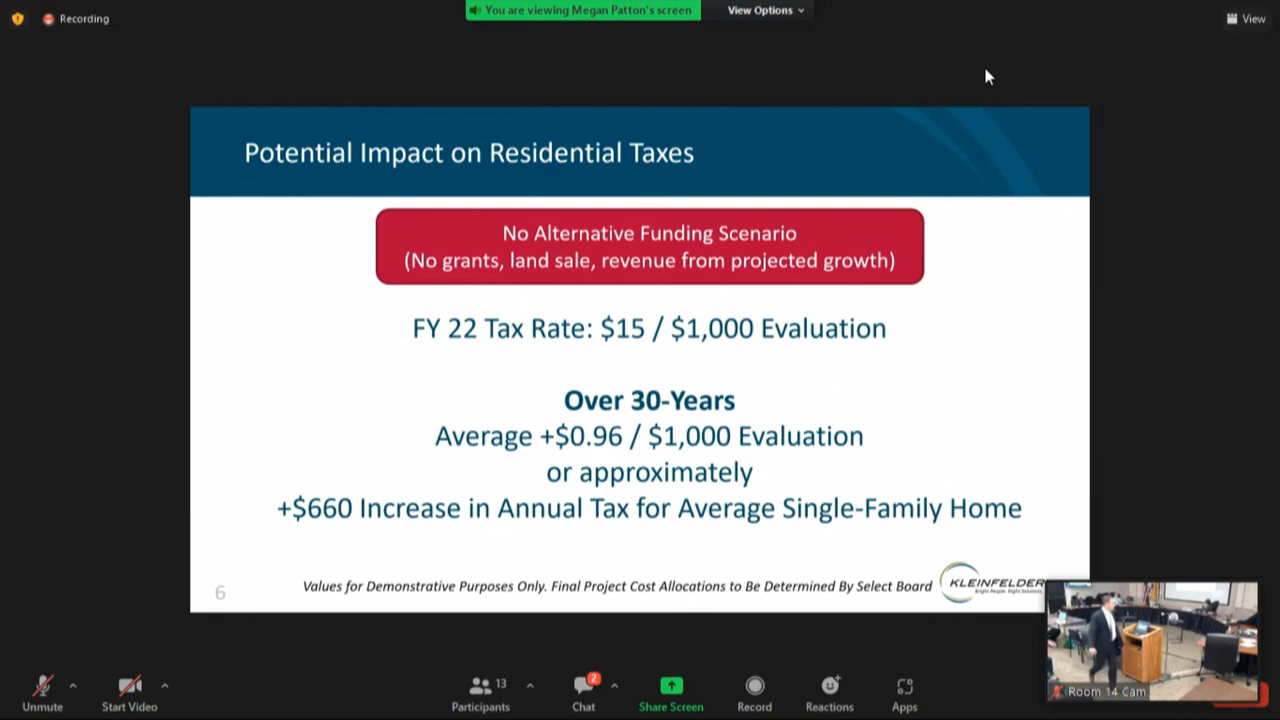 Recording
You are viewing Megan Patton's screen
View Options
View
Potential Impact on Residential Taxes
No Alternative Funding Scenario
(No grants, land sale, revenue from projected growth)
FY 22 Tax Rate: $15 / $1,000 Evaluation
Over 30-Years
Average +$0.96 / $1,000 Evaluation
or approximately
+$660 Increase in Annual Tax for Average Single-Family Home
6
Values for Demonstrative Purposes Only. Final Project Cost Allocations to Be Determined By Select Board
KLEINFELDER
Bright People. Right Solutions.
Room 14 Cam
Unmute
Start Video
13
Participants
2
Chat
Share Screen
Record
Reactions
Apps